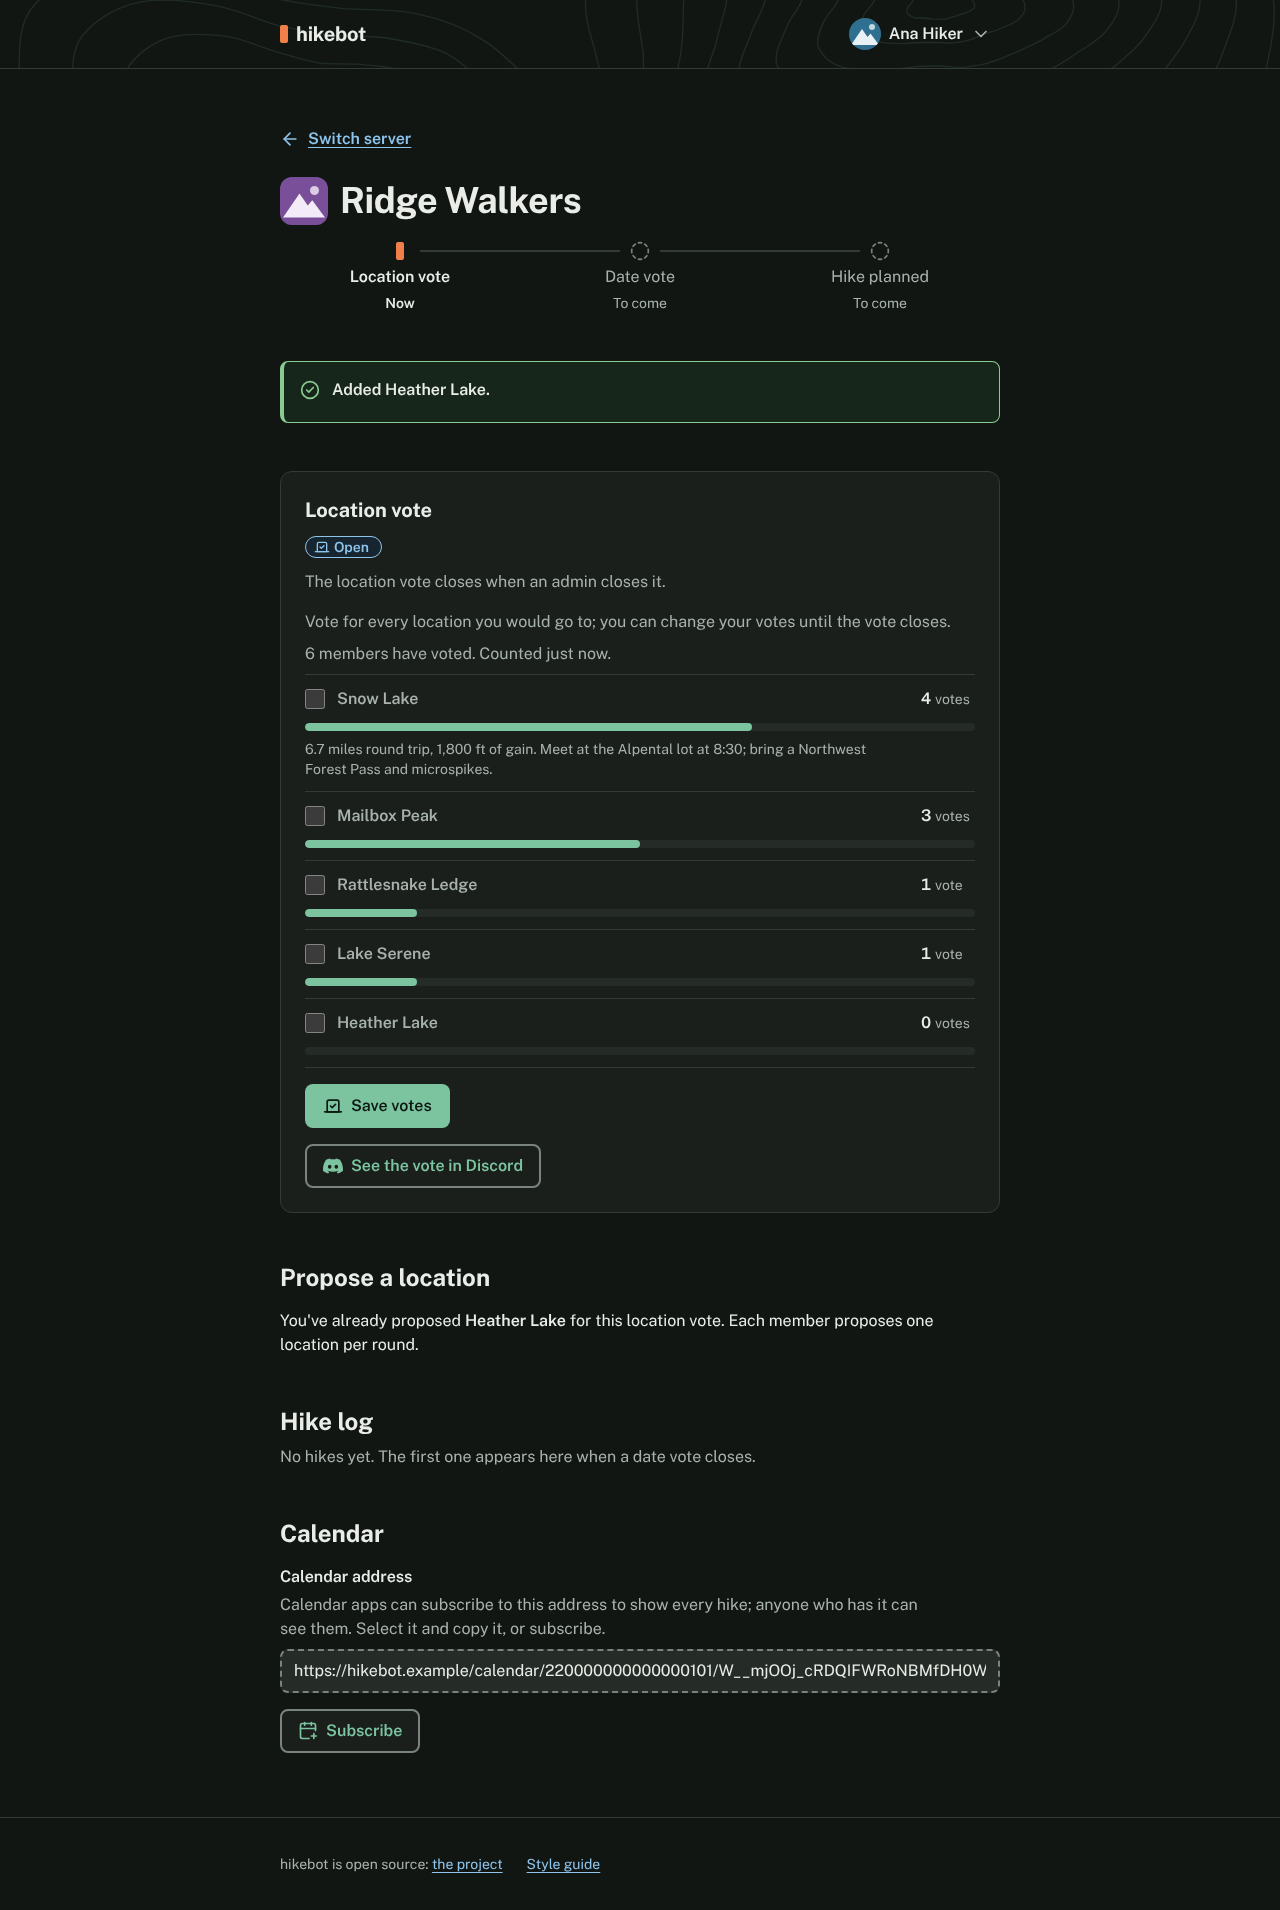 hikebot
Ana Hiker
Switch server
Ridge Walkers
Location vote
Now
Date vote
To come
Hike planned
To come
Added Heather Lake.
Location vote
Open
The location vote closes when an admin closes it.
Vote for every location you would go to; you can change your votes until the vote closes.
6 members have voted. Counted just now.
Snow Lake
4 votes
6.7 miles round trip, 1,800 ft of gain. Meet at the Alpental lot at 8:30; bring a Northwest
Forest Pass and microspikes.
Mailbox Peak
3 votes
Rattlesnake Ledge
1 vote
Lake Serene
1 vote
Heather Lake
0 votes
Save votes
See the vote in Discord
Propose a location
You've already proposed Heather Lake for this location vote. Each member proposes one
location per round.
Hike log
No hikes yet. The first one appears here when a date vote closes.
Calendar
Calendar address
Calendar apps can subscribe to this address to show every hike; anyone who has it can
see them. Select it and copy it, or subscribe.
https://hikebot.example/calendar/220000000000000101/W__mjOOj_cRDQIFWRoNBMfDH0W
Subscribe
hikebot is open source: the project
Style guide